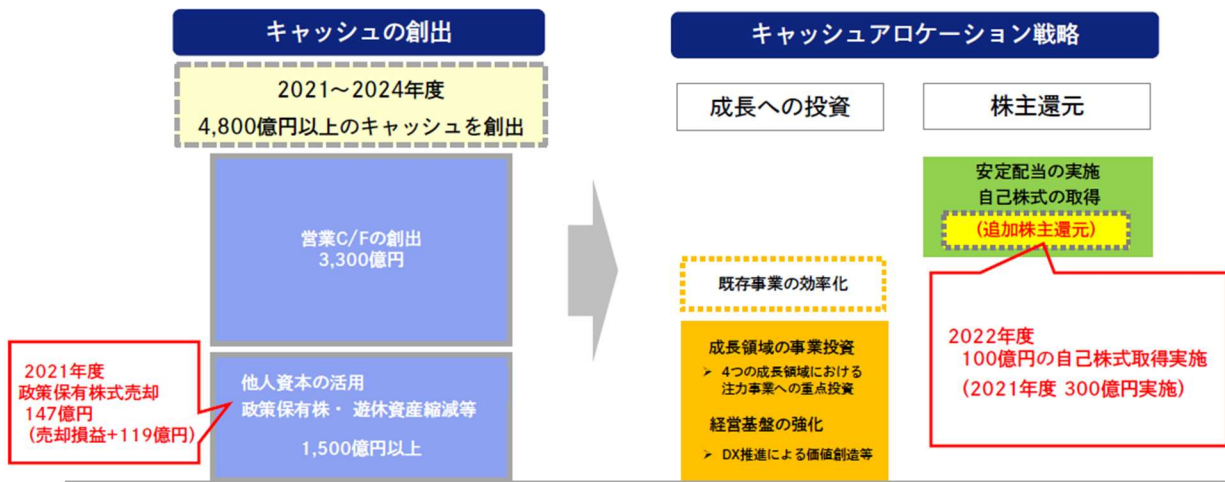 キャッシュの創出
2021～2024年度
4,800億円以上のキャッシュを創出
営業C/Fの創出
3,300億円
他人資本の活用
政策保有株・ 遊休資産縮減等
1,500億円以上
2021年度
政策保有株式売却
147億円
(売却損益+119億円)
キャッシュアロケーション戦略
成長への投資
既存事業の効率化
成長領域の事業投資
➢ 4つの成長領域における
注力事業への重点投資
経営基盤の強化
➢ DX推進による価値創造等
株主還元
安定配当の実施
自己株式の取得
(追加株主還元)
2022年度
100億円の自己株式取得実施
(2021年度 300億円実施)